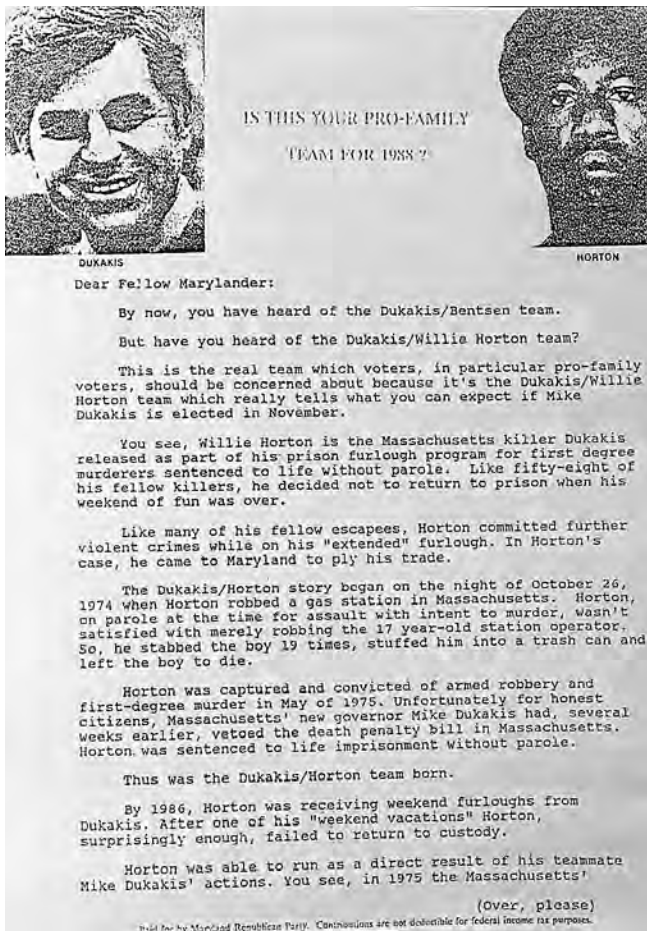 IS THIS YOUR PRO-FAMILY
TEAM FOR 1988 ?
DUKAKIS
HORTON
Dear Fellow Marylander:
By now, you have heard of the Dukakis/Bentsen team.
But have you heard of the Dukakis/Willie Horton team?
This is the real team which voters, in particular pro-family
voters, should be concerned about because it's the Dukakis/Willie
Horton team which really tells what you can expect if Mike
Dukakis is elected in November.
You see, Willie Horton is the Massachusetts killer Dukakis
released as part of his prison furlough program for first degree
murderers sentenced to life without parole. Like fifty-eight of
his fellow killers, he decided not to return to prison when his
weekend of fun was over.
Like many of his fellow escapees, Horton committed further
violent crimes while on his "extended" furlough. In Horton's
case, he came to Maryland to ply his trade.
The Dukakis/Horton story began on the night of October 26,
1974 when Horton robbed a gas station in Massachusetts. Horton,
on parole at the time for assault with intent to murder, wasn't
satisfied with merely robbing the 17 year-old station operator.
So, he stabbed the boy 19 times, stuffed him into a trash can and
left the boy to die.
Horton was captured and convicted of armed robbery and
first-degree murder in May of 1975. Unfortunately for honest
citizens, Massachusetts' new governor Mike Dukakis had, several
weeks earlier, vetoed the death penalty bill in Massachusetts.
Horton was sentenced to life imprisonment without parole.
Thus was the Dukakis/Horton team born.
By 1986, Horton was receiving weekend furloughs from
Dukakis. After one of his "weekend vacations" Horton,
surprisingly enough, failed to return to custody.
Horton was able to run as a direct result of his teammate
Mike Dukakis' actions. You see, in 1975 the Massachusetts'
(Over, please)
Paid for by Maryland Republican Party. Contributions are not deductible for federal income tax purposes.